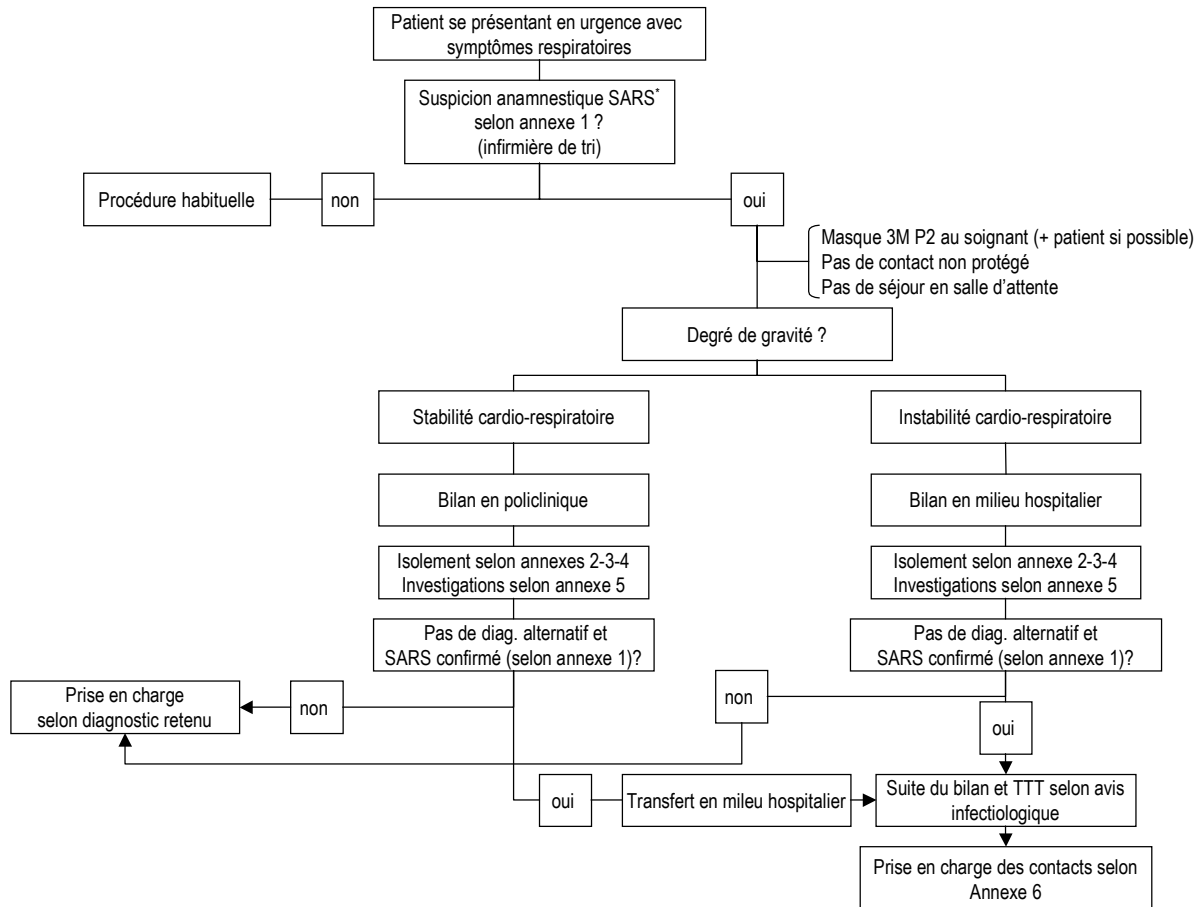 Patient se présentant en urgence avec
symptômes respiratoires
Suspicion anamnestique SARS*
selon annexe 1 ?
(infirmière de tri)
Procédure habituelle
non
oui
Masque 3M P2 au soignant (+ patient si possible)
Pas de contact non protégé
Pas de séjour en salle d'attente
Degré de gravité ?
Stabilité cardio-respiratoire
Instabilité cardio-respiratoire
Bilan en policlinique
Bilan en milieu hospitalier
Isolement selon annexes 2-3-4
Investigations selon annexe 5
Isolement selon annexe 2-3-4
Investigations selon annexe 5
Pas de diag. alternatif et
SARS confirmé (selon annexe 1)?
Pas de diag. alternatif et
SARS confirmé (selon annexe 1)?
Prise en charge
selon diagnostic retenu
non
non
oui
oui
Transfert en mileu hospitalier
Suite du bilan et TTT selon avis
infectiologique
Prise en charge des contacts selon
Annexe 6